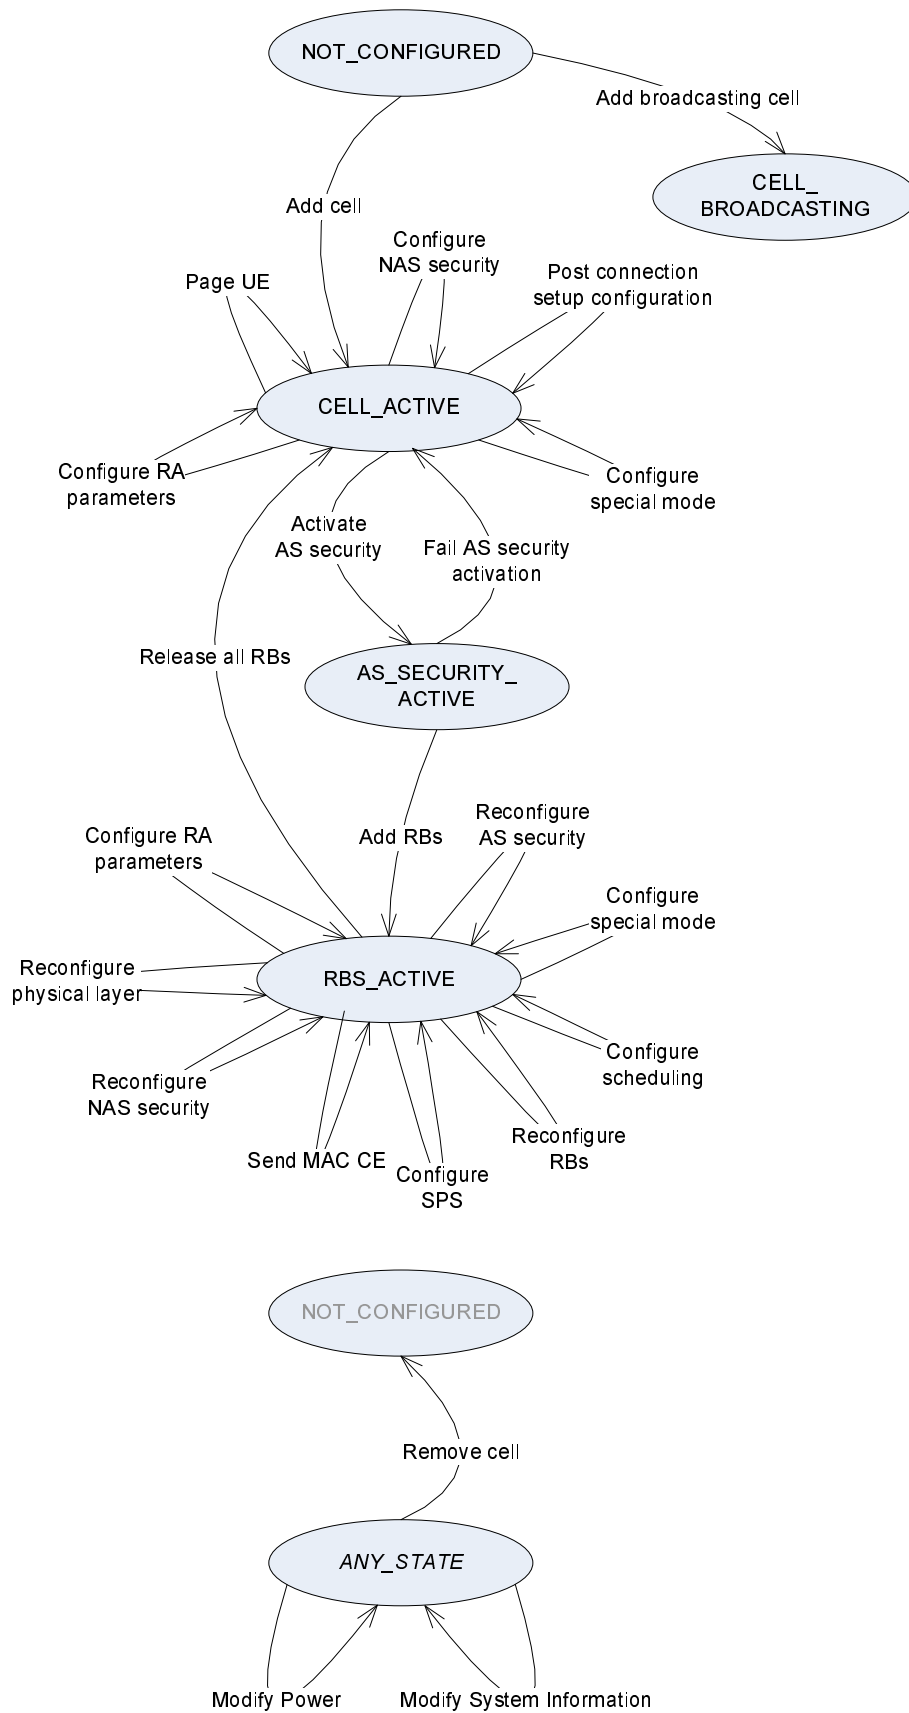 NOT_CONFIGURED
Add broadcasting cell
CELL_
BROADCASTING
Add cell
Configure
NAS security
Page UE
Post connection
setup configuration
CELL_ACTIVE
Configure RA
parameters
Configure
special mode
Activate
AS security
Fail AS security
activation
Release all RBs
AS_SECURITY_
ACTIVE
Reconfigure
AS security
Add RBs
Configure RA
parameters
Configure
special mode
RBS_ACTIVE
Reconfigure
physical layer
Configure
scheduling
Reconfigure
NAS security
Reconfigure
RBs
Send MAC CE
Configure
SPS
NOT_CONFIGURED
Remove cell
ANY_STATE
Modify Power
Modify System Information